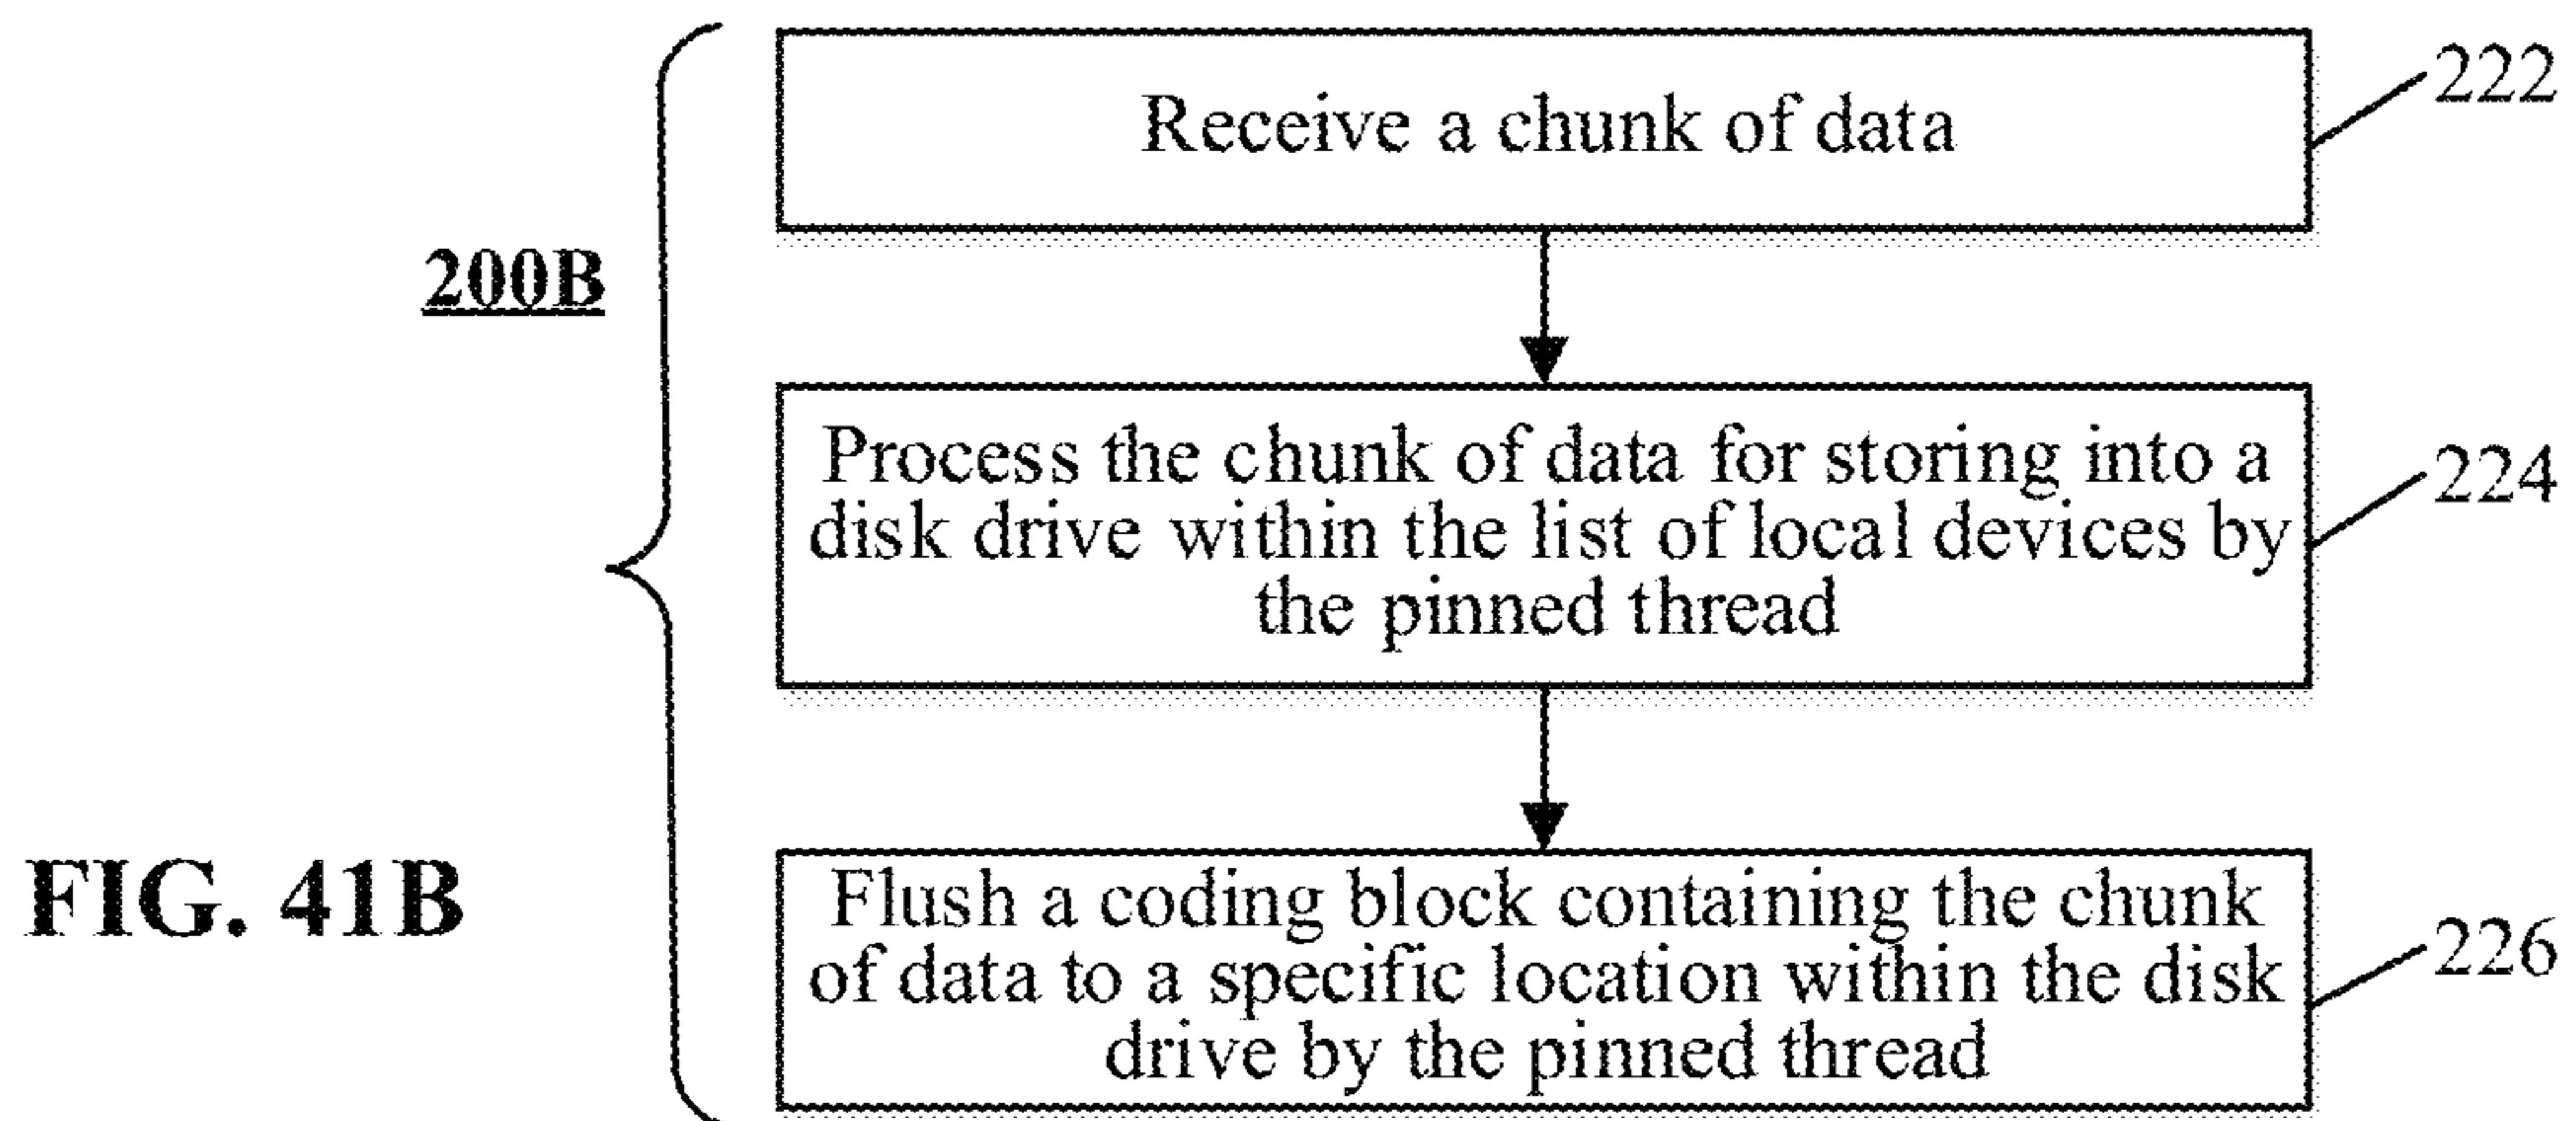 Receive a chunk of data
222
200B
Process the chunk of data for storing into a
disk drive within the list of local devices by
the pinned thread
224
Flush a coding block containing the chunk
of data to a specific location within the disk
drive by the pinned thread
226
FIG. 41B